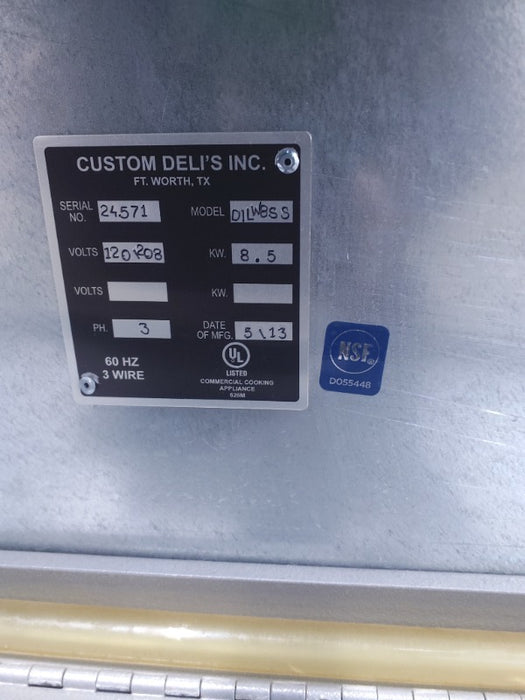 CUSTOM DELI'S INC.
FT. WORTH, TX
SERIAL NO. 24571 MODEL
VOLTS 120/208 KW. 8.5
VOLTS KW.
PH. 3 DATE OF MFG. 5\13
60 HZ
3 WIRE
UL
LISTED
COMMERCIAL COOKING
APPLIANCE
NSF®
D055448